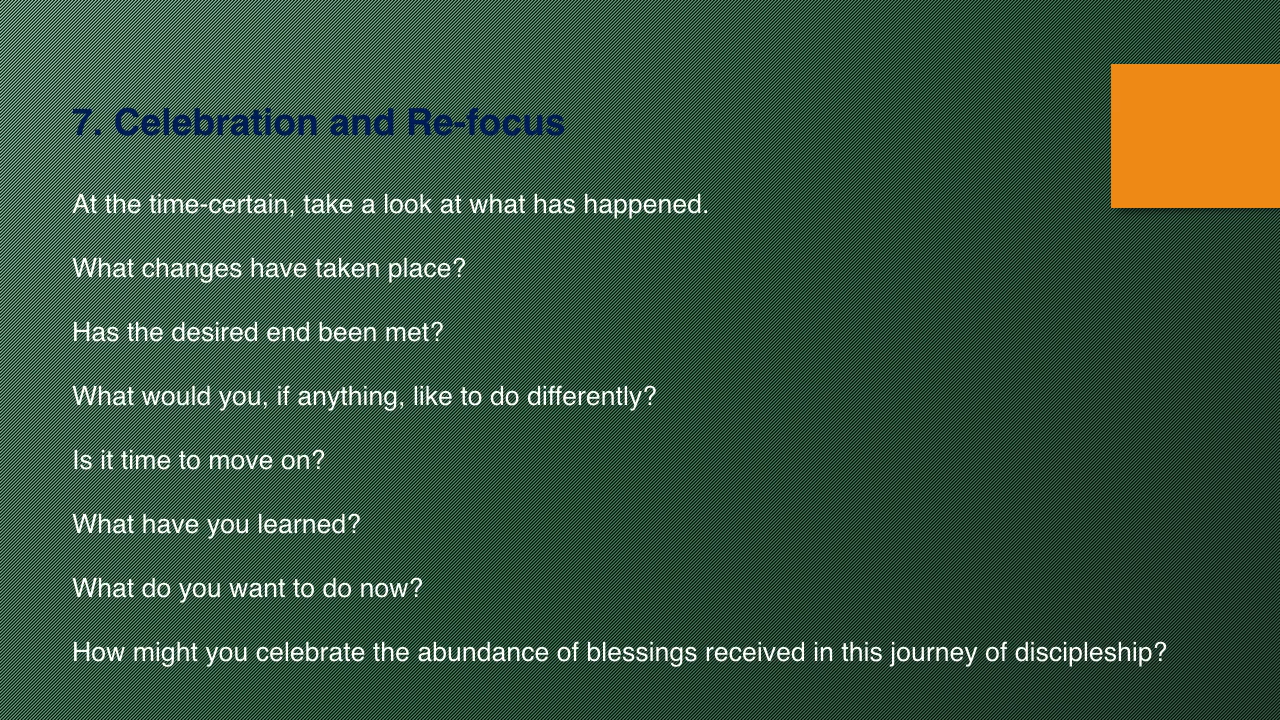 7. Celebration and Re-focus
At the time-certain, take a look at what has happened.
What changes have taken place?
Has the desired end been met?
What would you, if anything, like to do differently?
Is it time to move on?
What have you learned?
What do you want to do now?
How might you celebrate the abundance of blessings received in this journey of discipleship?